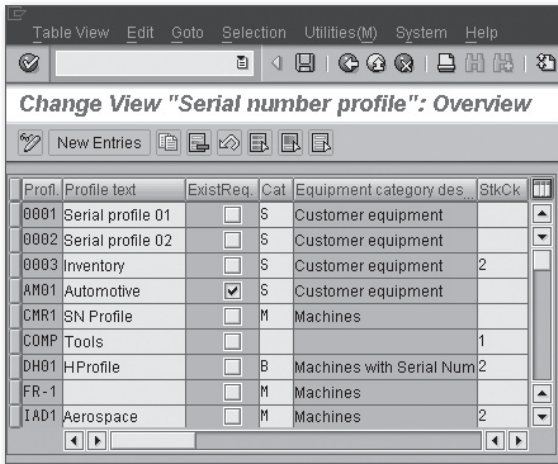 Table View Edit Goto Selection Utilities(M) System Help
Change View "Serial number profile": Overview
New Entries
Profl. Profile text ExistReq. Cat Equipment category des... StkCk
0001 Serial profile 01 S Customer equipment
0002 Serial profile 02 S Customer equipment
0003 Inventory S Customer equipment 2
AM01 Automotive S Customer equipment
CMR1 SN Profile M Machines
COMP Tools 1
DH01 HProfile B Machines with Serial Num 2
FR-1 M Machines
IAD1 Aerospace M Machines 2